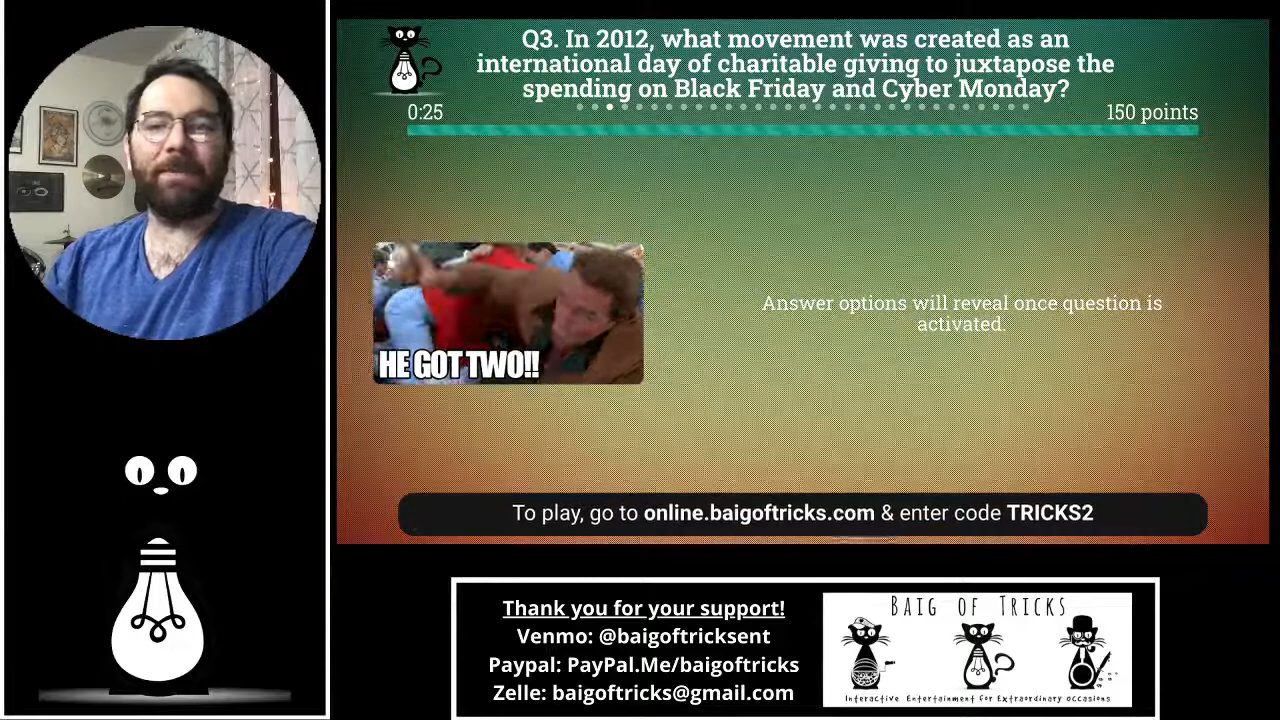 Q3. In 2012, what movement was created as an
international day of charitable giving to juxtapose the
spending on Black Friday and Cyber Monday?
0:25
150 points
HE GOT TWO!!
Answer options will reveal once question is
activated.
To play, go to online.baigoftricks.com & enter code TRICKS2
Thank you for your support!
Venmo: @baigoftricksent
Paypal: PayPal.Me/baigoftricks
Zelle: baigoftricks@gmail.com
BAIG OF TRICKS
Interactive Entertainment for Extraordinary occasions